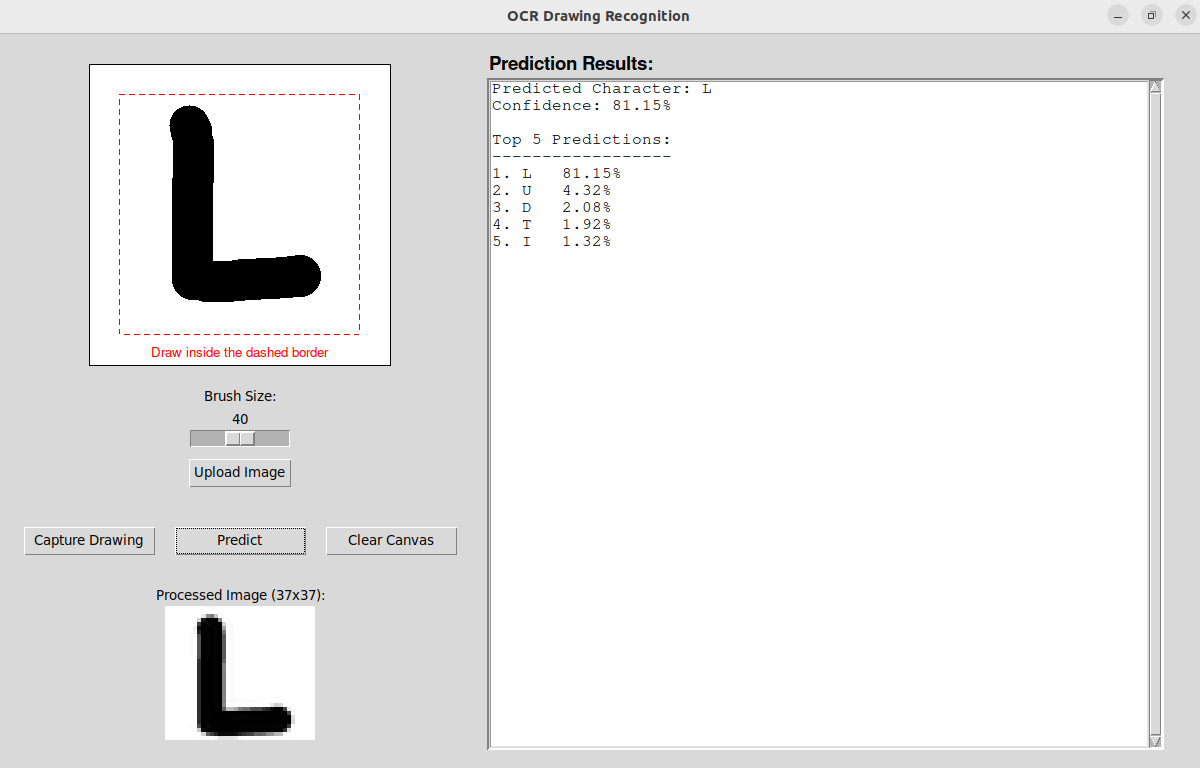 OCR Drawing Recognition
L
Draw inside the dashed border
Brush Size:
40
Upload Image
Capture Drawing Predict Clear Canvas
Processed Image (37x37):
L
Prediction Results:
Predicted Character: L
Confidence: 81.15%
Top 5 Predictions:
------------------
1. L 81.15%
2. U 4.32%
3. D 2.08%
4. T 1.92%
5. I 1.32%